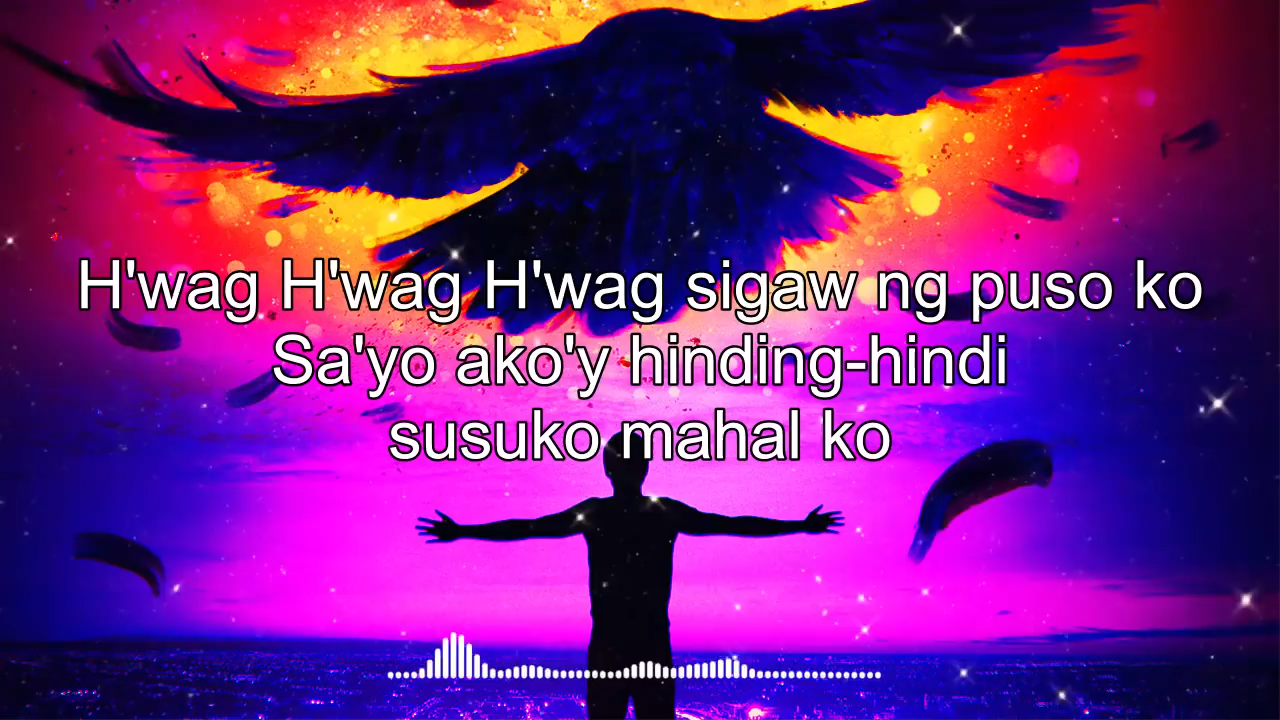 H'wag H'wag H'wag sigaw ng puso ko
Sa'yo ako'y hinding-hindi
susuko mahal ko